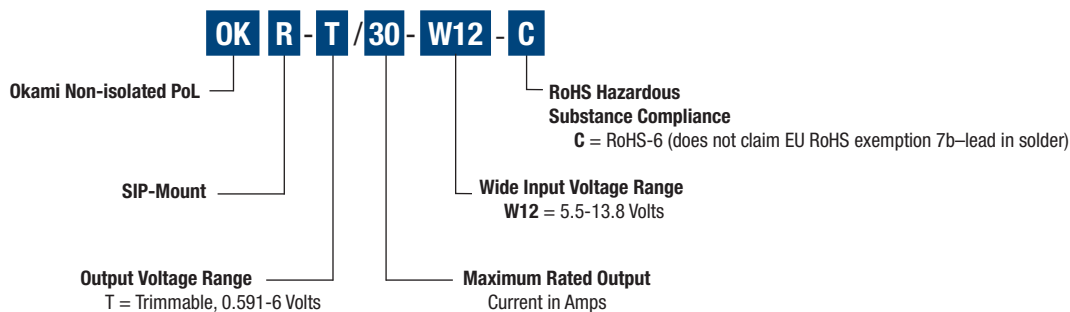 OK R - T / 30 - W12 - C
Okami Non-isolated PoL
RoHS Hazardous
Substance Compliance
C = RoHS-6 (does not claim EU RoHS exemption 7b–lead in solder)
SIP-Mount
Wide Input Voltage Range
W12 = 5.5-13.8 Volts
Output Voltage Range
T = Trimmable, 0.591-6 Volts
Maximum Rated Output
Current in Amps